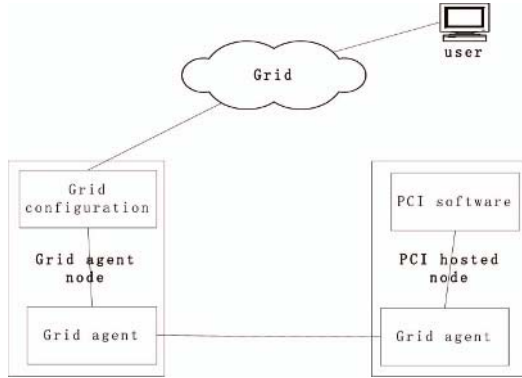 user
Grid
Grid
configuration
Grid agent
node
Grid agent
PCI software
PCI hosted
node
Grid agent